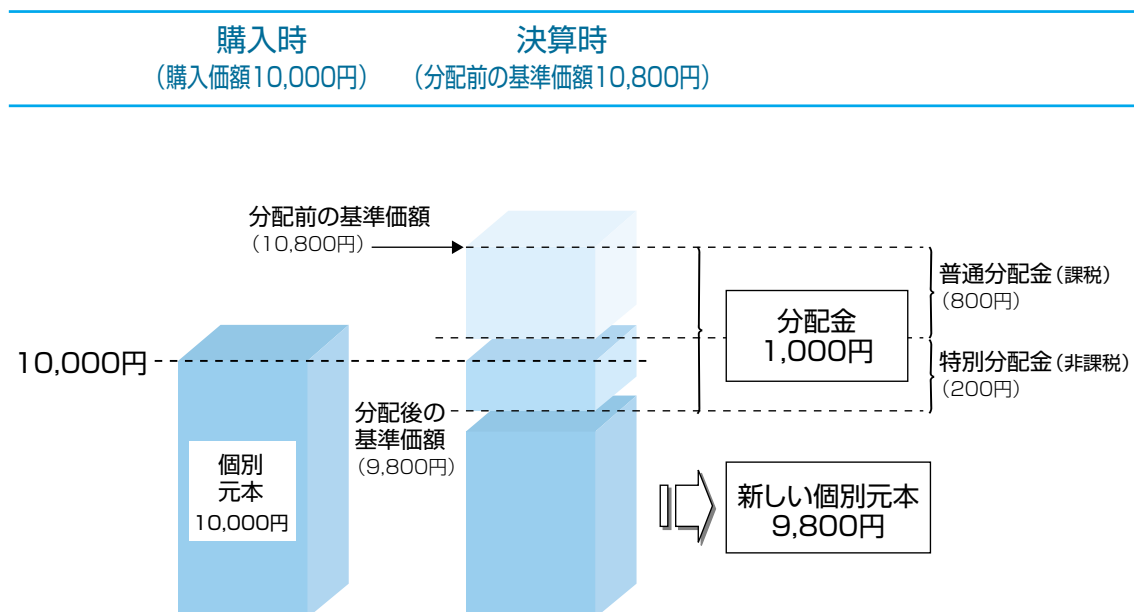 購入時
（購入価額10,000円）
決算時
（分配前の基準価額10,800円）
分配前の基準価額
（10,800円）
普通分配金（課税）
（800円）
分配金
1,000円
10,000円
特別分配金（非課税）
（200円）
分配後の
基準価額
（9,800円）
個別
元本
10,000円
新しい個別元本
9,800円